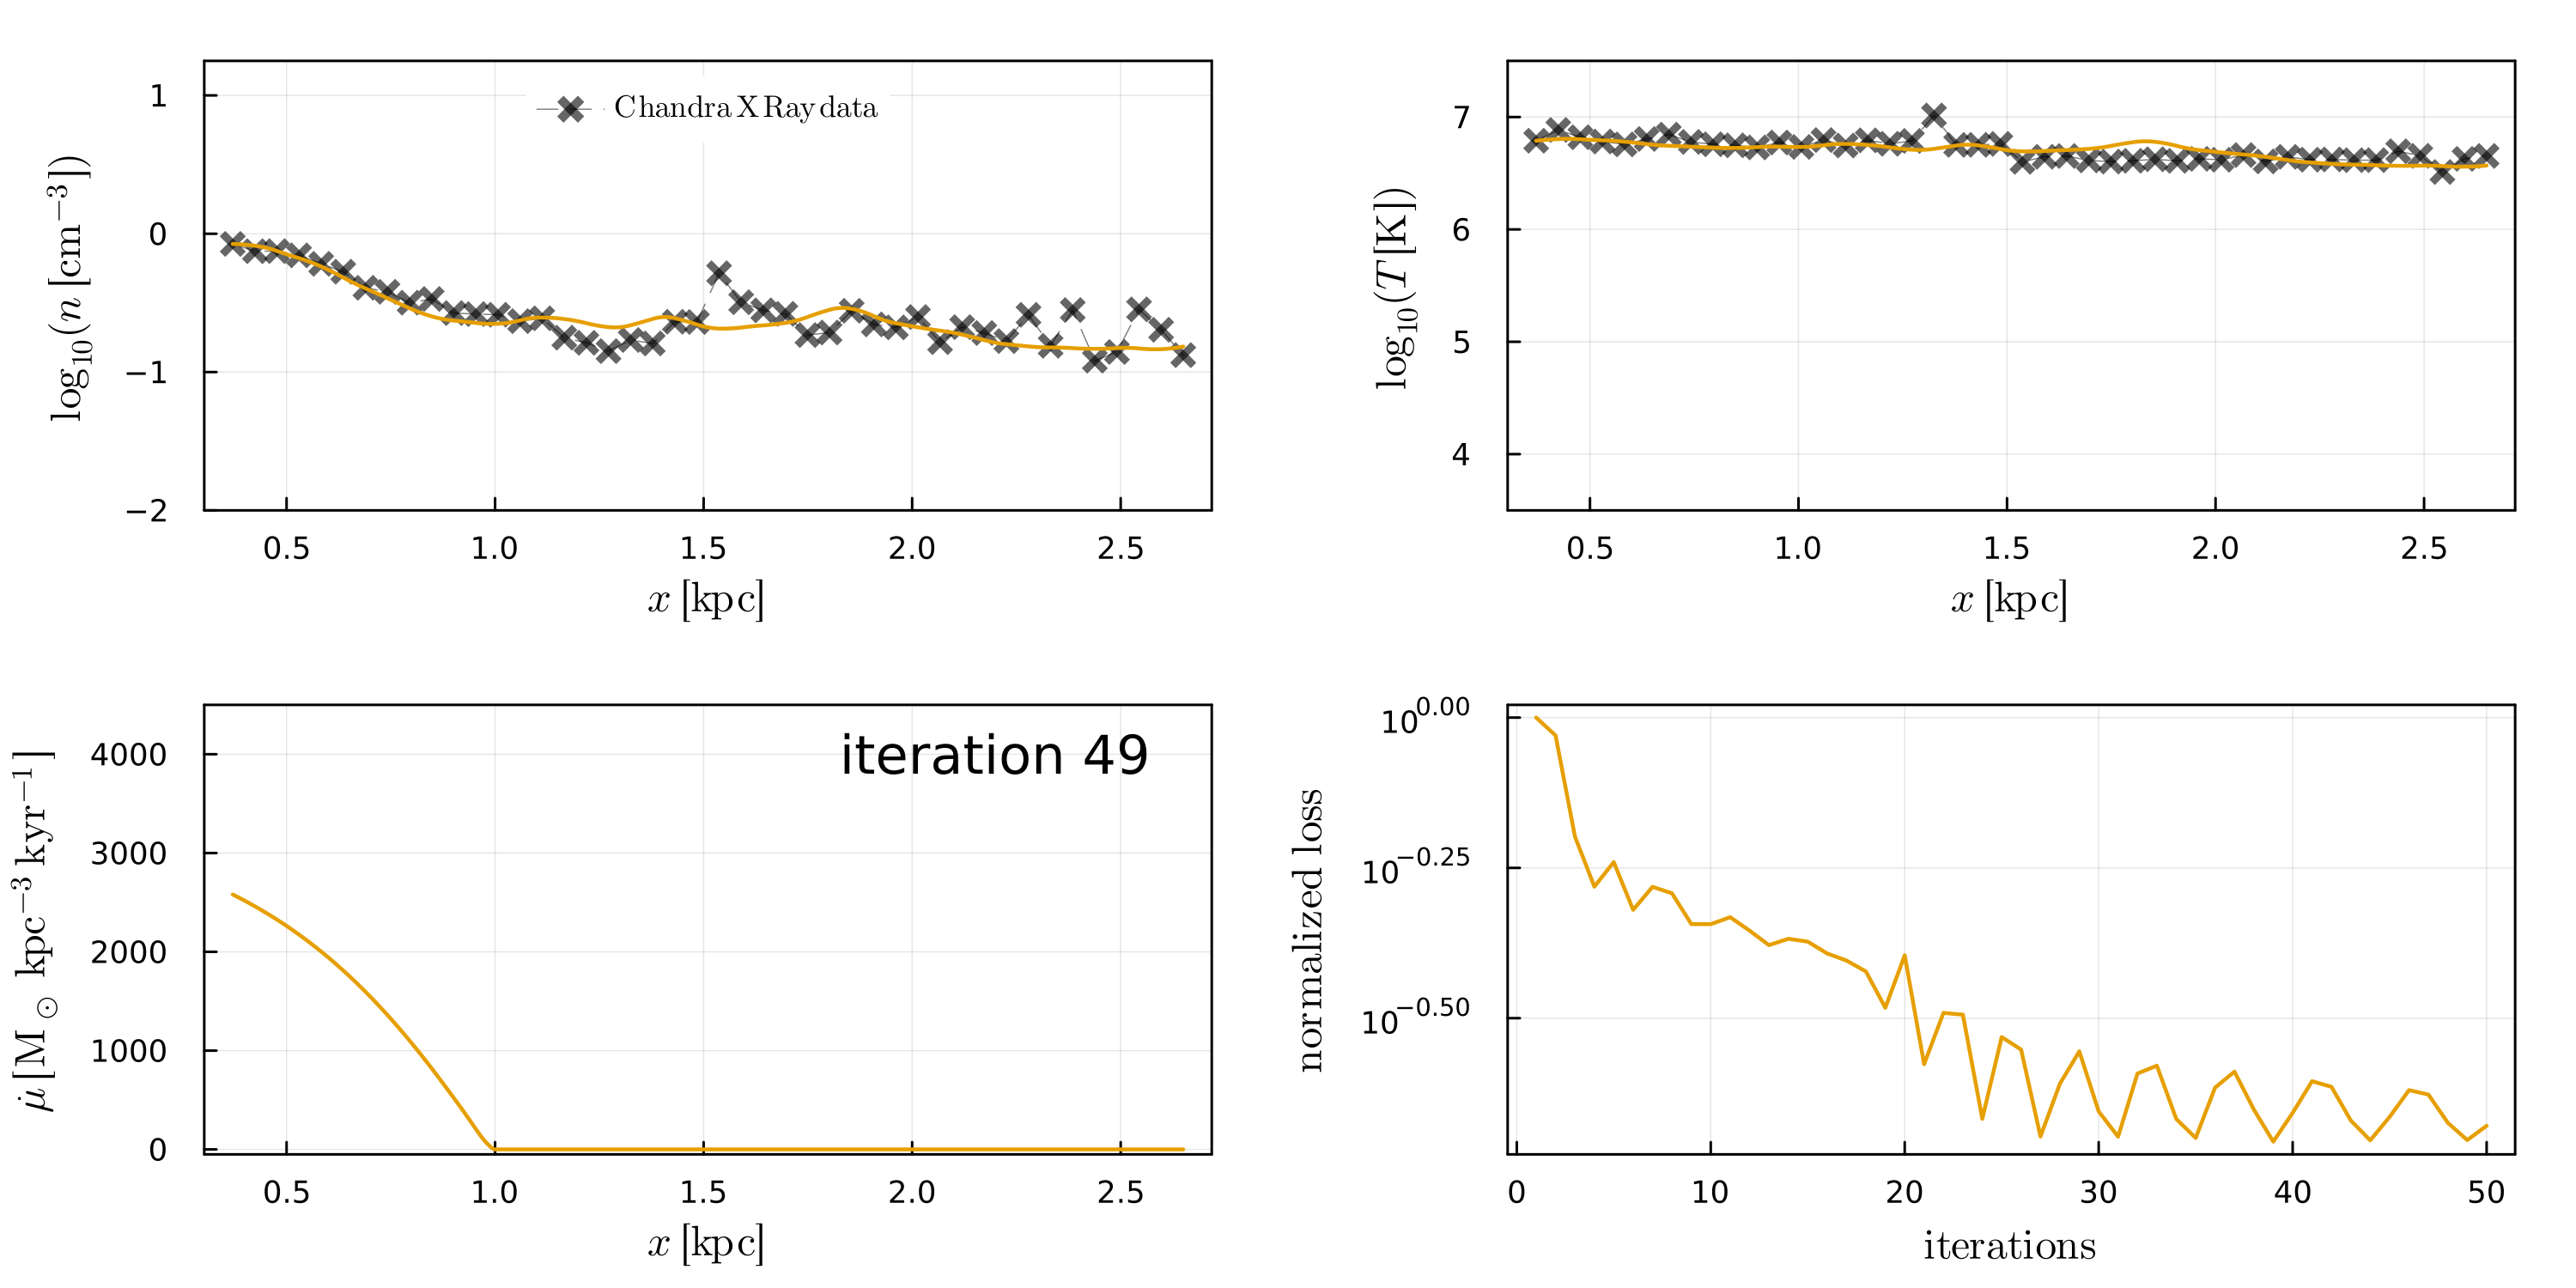 Chandra X Ray data
log₁₀(n [cm⁻³])
1
0
−1
−2
0.5 1.0 1.5 2.0 2.5
x [kpc]
log₁₀(T [K])
7
6
5
4
0.5 1.0 1.5 2.0 2.5
x [kpc]
iteration 49
μ̇ [M⊙ kpc⁻³ kyr⁻¹]
4000
3000
2000
1000
0
0.5 1.0 1.5 2.0 2.5
x [kpc]
normalized loss
10⁰·⁰⁰
10⁻⁰·²⁵
10⁻⁰·⁵⁰
0 10 20 30 40 50
iterations